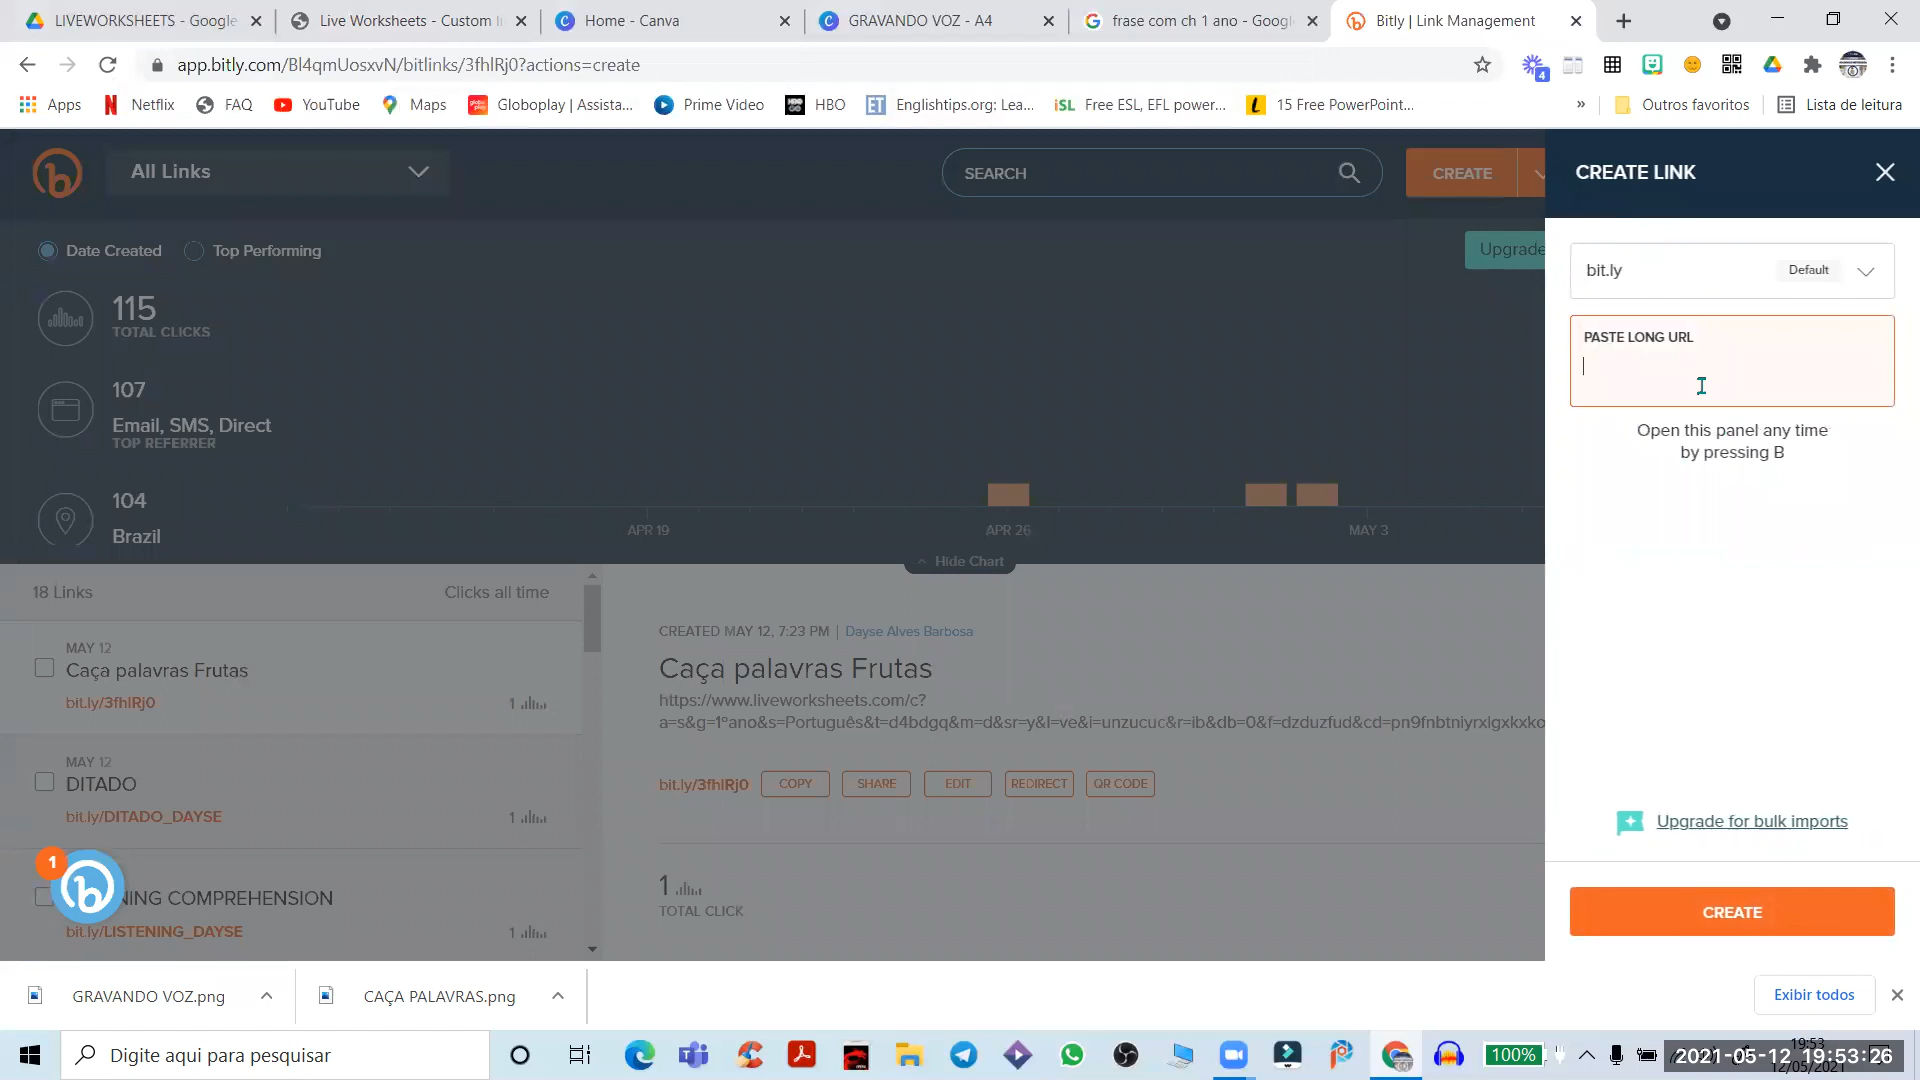 LIVEWORKSHEETS - Google
Live Worksheets - Custom
Home - Canva
GRAVANDO VOZ - A4
frase com ch 1 ano - Googl
Bitly | Link Management
app.bitly.com/Bl4qmUosxvN/bitlinks/3fhlRj0?actions=create
4
Apps
Netflix
FAQ
YouTube
Maps
Globoplay | Assista...
Prime Video
HBO
Englishtips.org: Lea...
Free ESL, EFL power...
15 Free PowerPoint...
»
Outros favoritos
Lista de leitura
All Links
SEARCH
CREATE
CREATE LINK
Date Created
Top Performing
Upgrade
115
TOTAL CLICKS
107
Email, SMS, Direct
TOP REFERRER
104
Brazil
APR 19
APR 26
MAY 3
Hide Chart
bit.ly
Default
PASTE LONG URL
Open this panel any time
by pressing B
18 Links
Clicks all time
MAY 12
Caça palavras Frutas
bit.ly/3fhlRj0
1
MAY 12
DITADO
bit.ly/DITADO_DAYSE
1
1
NING COMPREHENSION
bit.ly/LISTENING_DAYSE
1
CREATED MAY 12, 7:23 PM | Dayse Alves Barbosa
Caça palavras Frutas
https://www.liveworksheets.com/c?
a=s&g=1ºano&s=Português&t=d4bdgq&m=d&sr=y&l=ve&i=unzucuc&r=ib&db=0&f=dzduzfud&cd=pn9fnbtniyrxlgxkxko
bit.ly/3fhlRj0
COPY
SHARE
EDIT
REDIRECT
QR CODE
1
TOTAL CLICK
Upgrade for bulk imports
CREATE
GRAVANDO VOZ.png
CAÇA PALAVRAS.png
Exibir todos
Digite aqui para pesquisar
100%
19:53
12/05/2021
2021-05-12 19:53:26